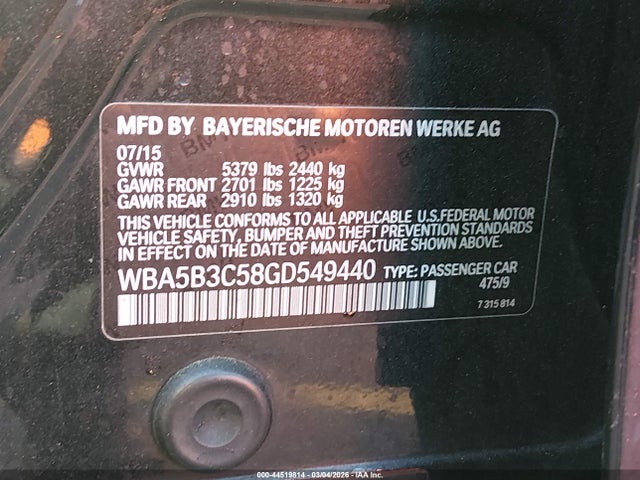 MFD BY BAYERISCHE MOTOREN WERKE AG
07/15
GVWR 5379 lbs 2440 kg
GAWR FRONT 2701 lbs 1225 kg
GAWR REAR 2910 lbs 1320 kg
THIS VEHICLE CONFORMS TO ALL APPLICABLE U.S.FEDERAL MOTOR
VEHICLE SAFETY, BUMPER AND THEFT PREVENTION STANDARDS
IN EFFECT ON THE DATE OF MANUFACTURE SHOWN ABOVE.
WBA5B3C58GD549440 TYPE: PASSENGER CAR
475/9
7 315 814
000-44519814 - 03/04/2026 - IAA Inc.